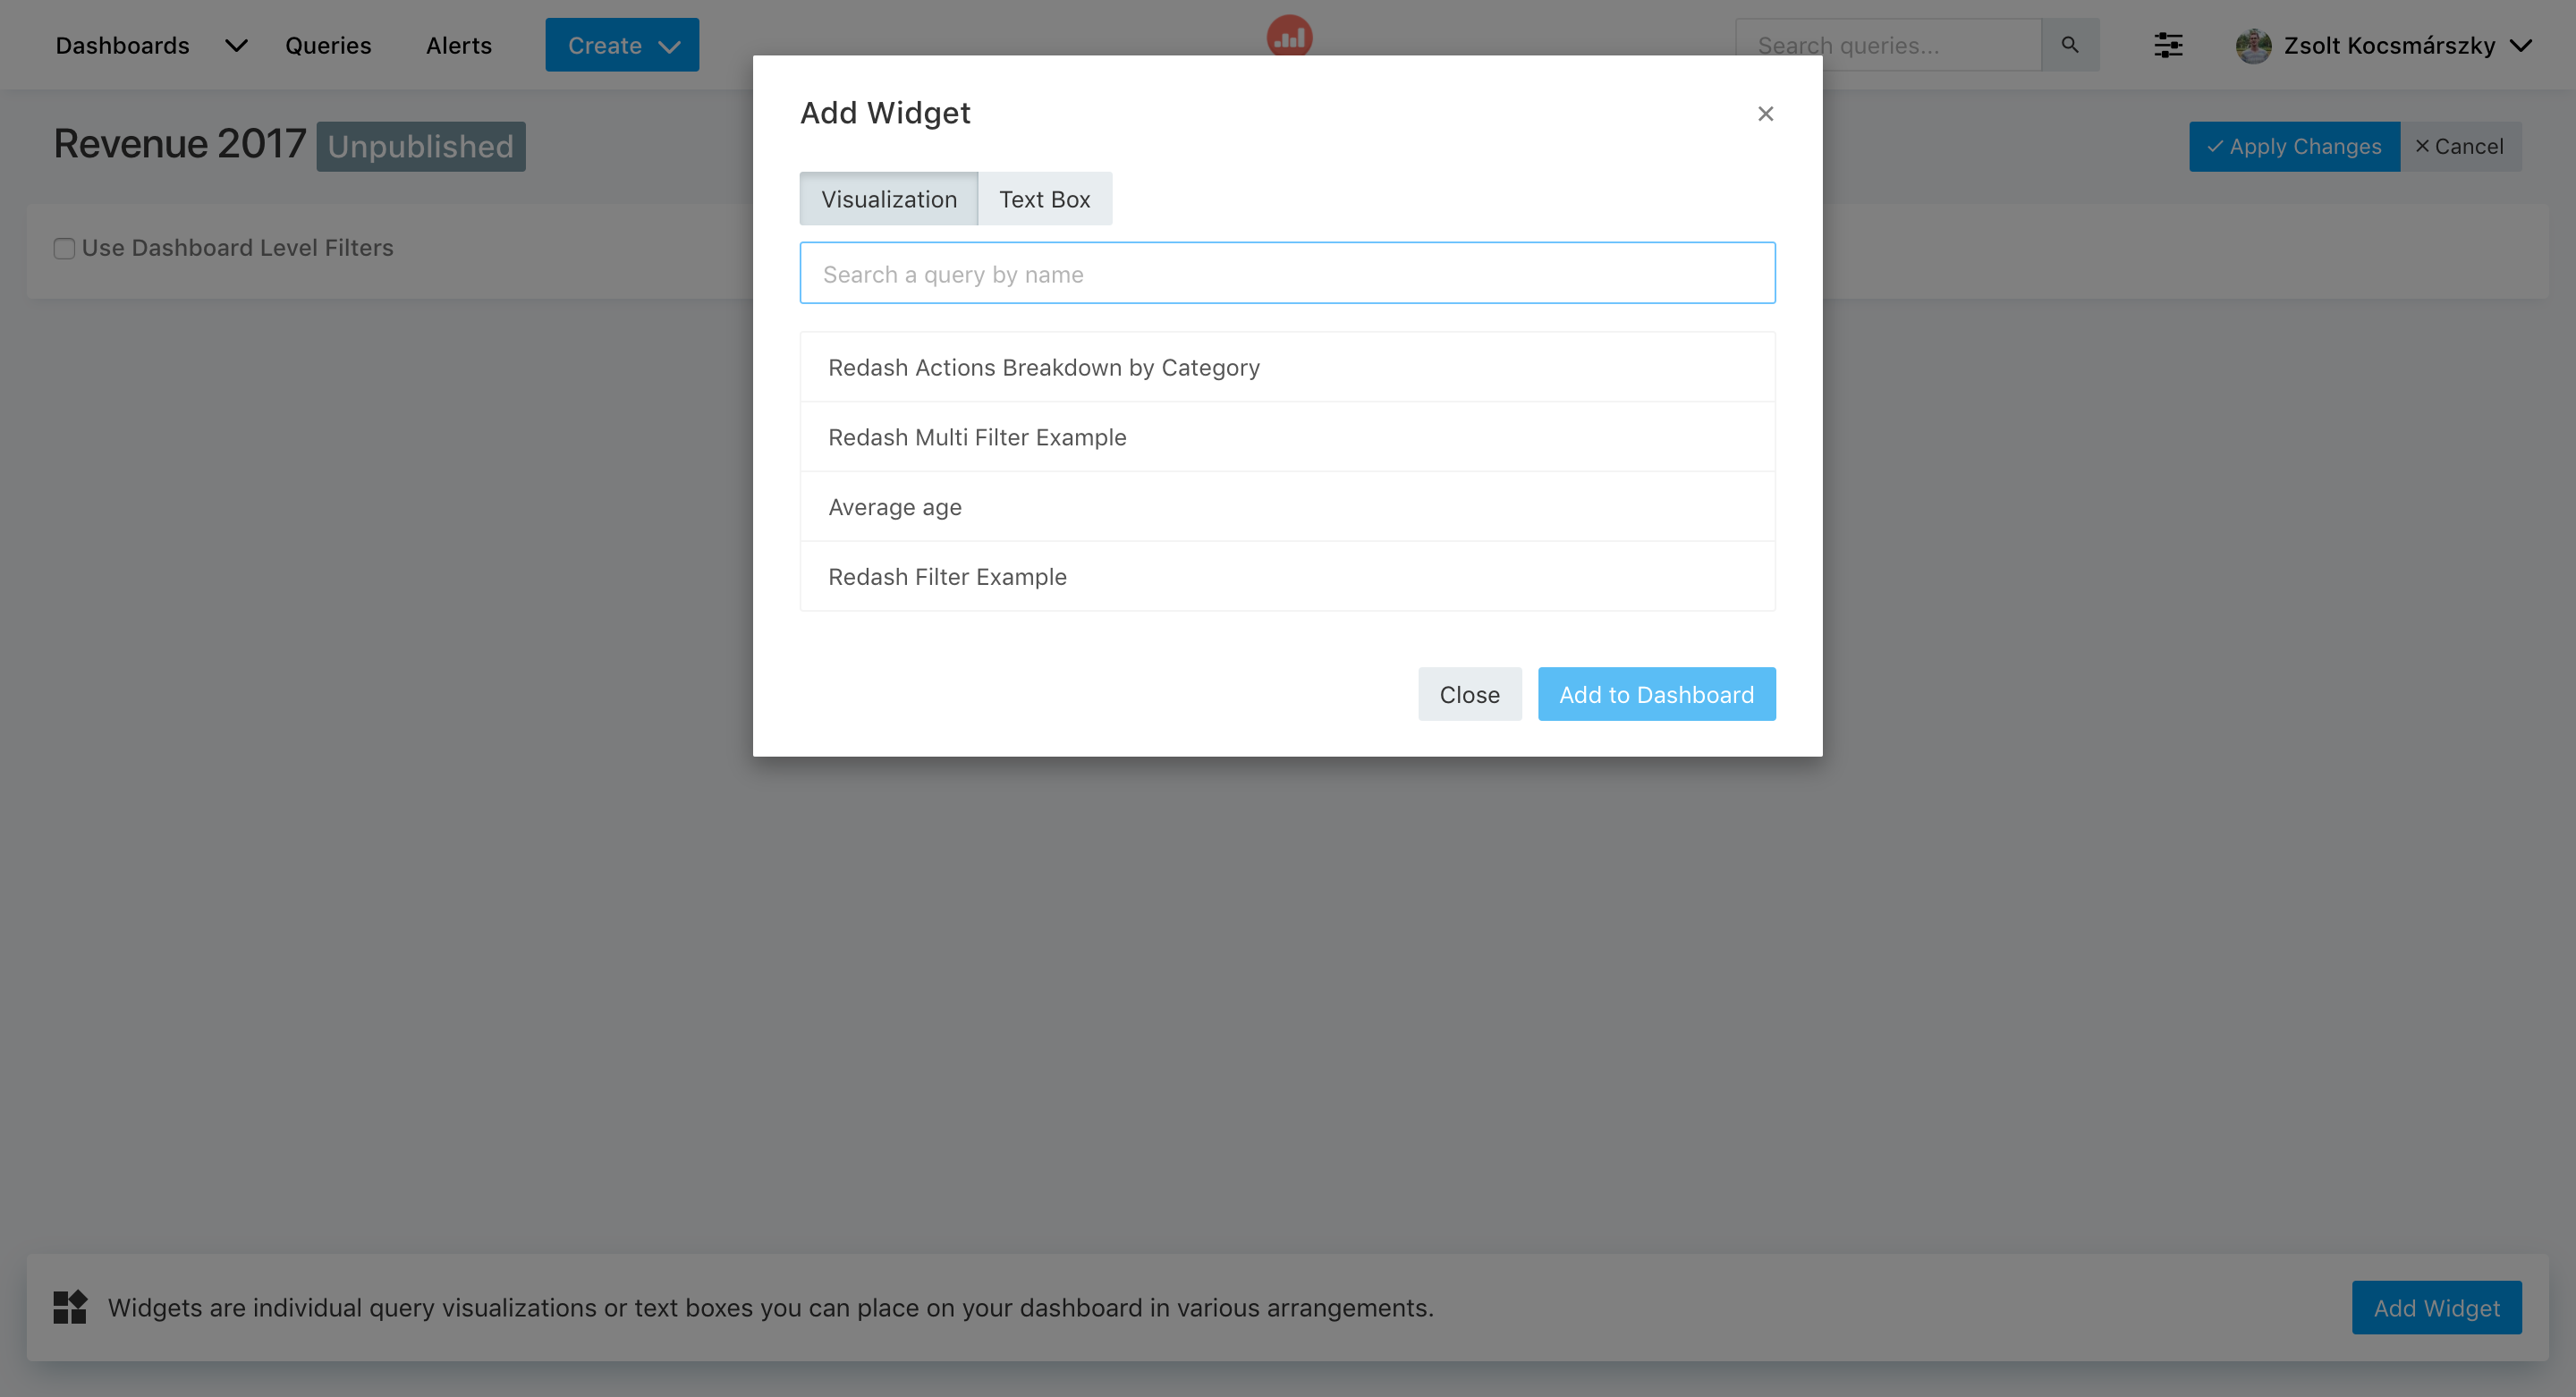 Dashboards Queries Alerts Create Search queries... Zsolt Kocsmárszky
Revenue 2017 Unpublished Apply Changes Cancel
Use Dashboard Level Filters
Add Widget
Visualization Text Box
Search a query by name
Redash Actions Breakdown by Category
Redash Multi Filter Example
Average age
Redash Filter Example
Close Add to Dashboard
Widgets are individual query visualizations or text boxes you can place on your dashboard in various arrangements. Add Widget